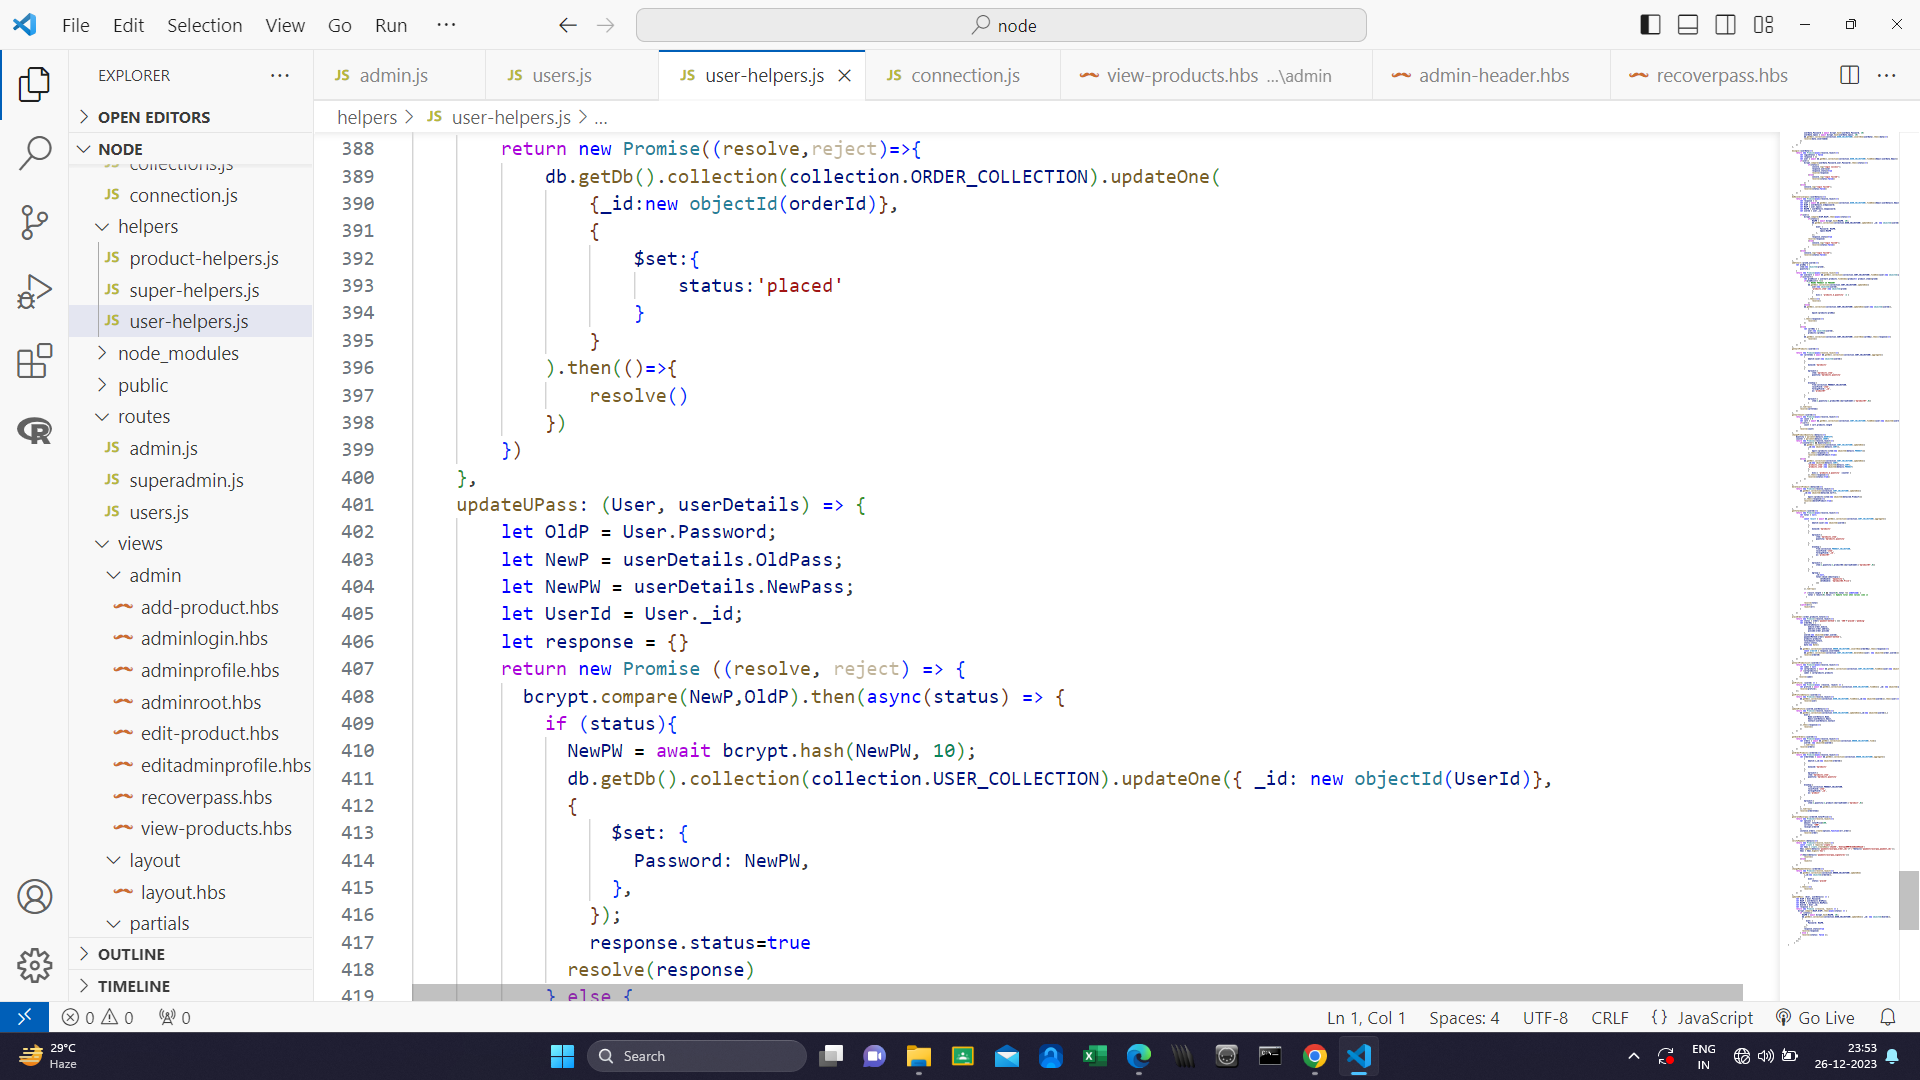 File Edit Selection View Go Run ···
node
EXPLORER ···
OPEN EDITORS
NODE
collections.js
connection.js
helpers
product-helpers.js
super-helpers.js
user-helpers.js
node_modules
public
routes
admin.js
superadmin.js
users.js
views
admin
add-product.hbs
adminlogin.hbs
adminprofile.hbs
adminroot.hbs
edit-product.hbs
editadminprofile.hbs
recoverpass.hbs
view-products.hbs
layout
layout.hbs
partials
OUTLINE
TIMELINE
JS admin.js JS users.js JS user-helpers.js JS connection.js view-products.hbs ...\admin admin-header.hbs recoverpass.hbs ···
helpers > JS user-helpers.js > ...
388 return new Promise((resolve,reject)=>{
389 db.getDb().collection(collection.ORDER_COLLECTION).updateOne(
390 {_id:new objectId(orderId)},
391 {
392 $set:{
393 status:'placed'
394 }
395 }
396 ).then(()=>{
397 resolve()
398 })
399 })
400 },
401 updateUPass: (User, userDetails) => {
402 let OldP = User.Password;
403 let NewP = userDetails.OldPass;
404 let NewPW = userDetails.NewPass;
405 let UserId = User._id;
406 let response = {}
407 return new Promise ((resolve, reject) => {
408 bcrypt.compare(NewP,OldP).then(async(status) => {
409 if (status){
410 NewPW = await bcrypt.hash(NewPW, 10);
411 db.getDb().collection(collection.USER_COLLECTION).updateOne({ _id: new objectId(UserId)},
412 {
413 $set: {
414 Password: NewPW,
415 },
416 });
417 response.status=true
418 resolve(response)
419 } else {
0 0 0 Ln 1, Col 1 Spaces: 4 UTF-8 CRLF {} JavaScript Go Live
29°C
Haze
Search
ENG
IN
23:53
26-12-2023